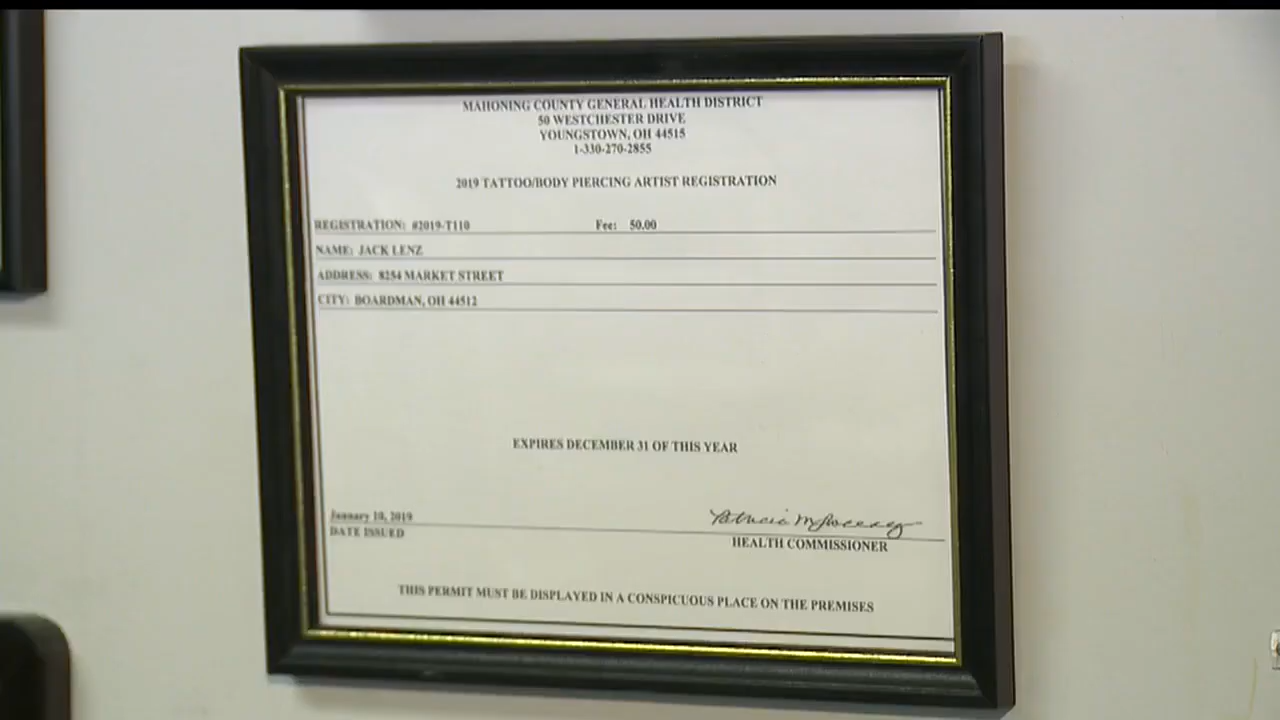 MAHONING COUNTY GENERAL HEALTH DISTRICT
50 WESTCHESTER DRIVE
YOUNGSTOWN, OH 44515
1-330-270-2855
2019 TATTOO/BODY PIERCING ARTIST REGISTRATION
REGISTRATION: #2019-T110 Fee: 50.00
NAME: JACK LENZ
ADDRESS: 8254 MARKET STREET
CITY: BOARDMAN, OH 44512
EXPIRES DECEMBER 31 OF THIS YEAR
January 18, 2019
DATE ISSUED
Patricia M Sweeney
HEALTH COMMISSIONER
THIS PERMIT MUST BE DISPLAYED IN A CONSPICUOUS PLACE ON THE PREMISES